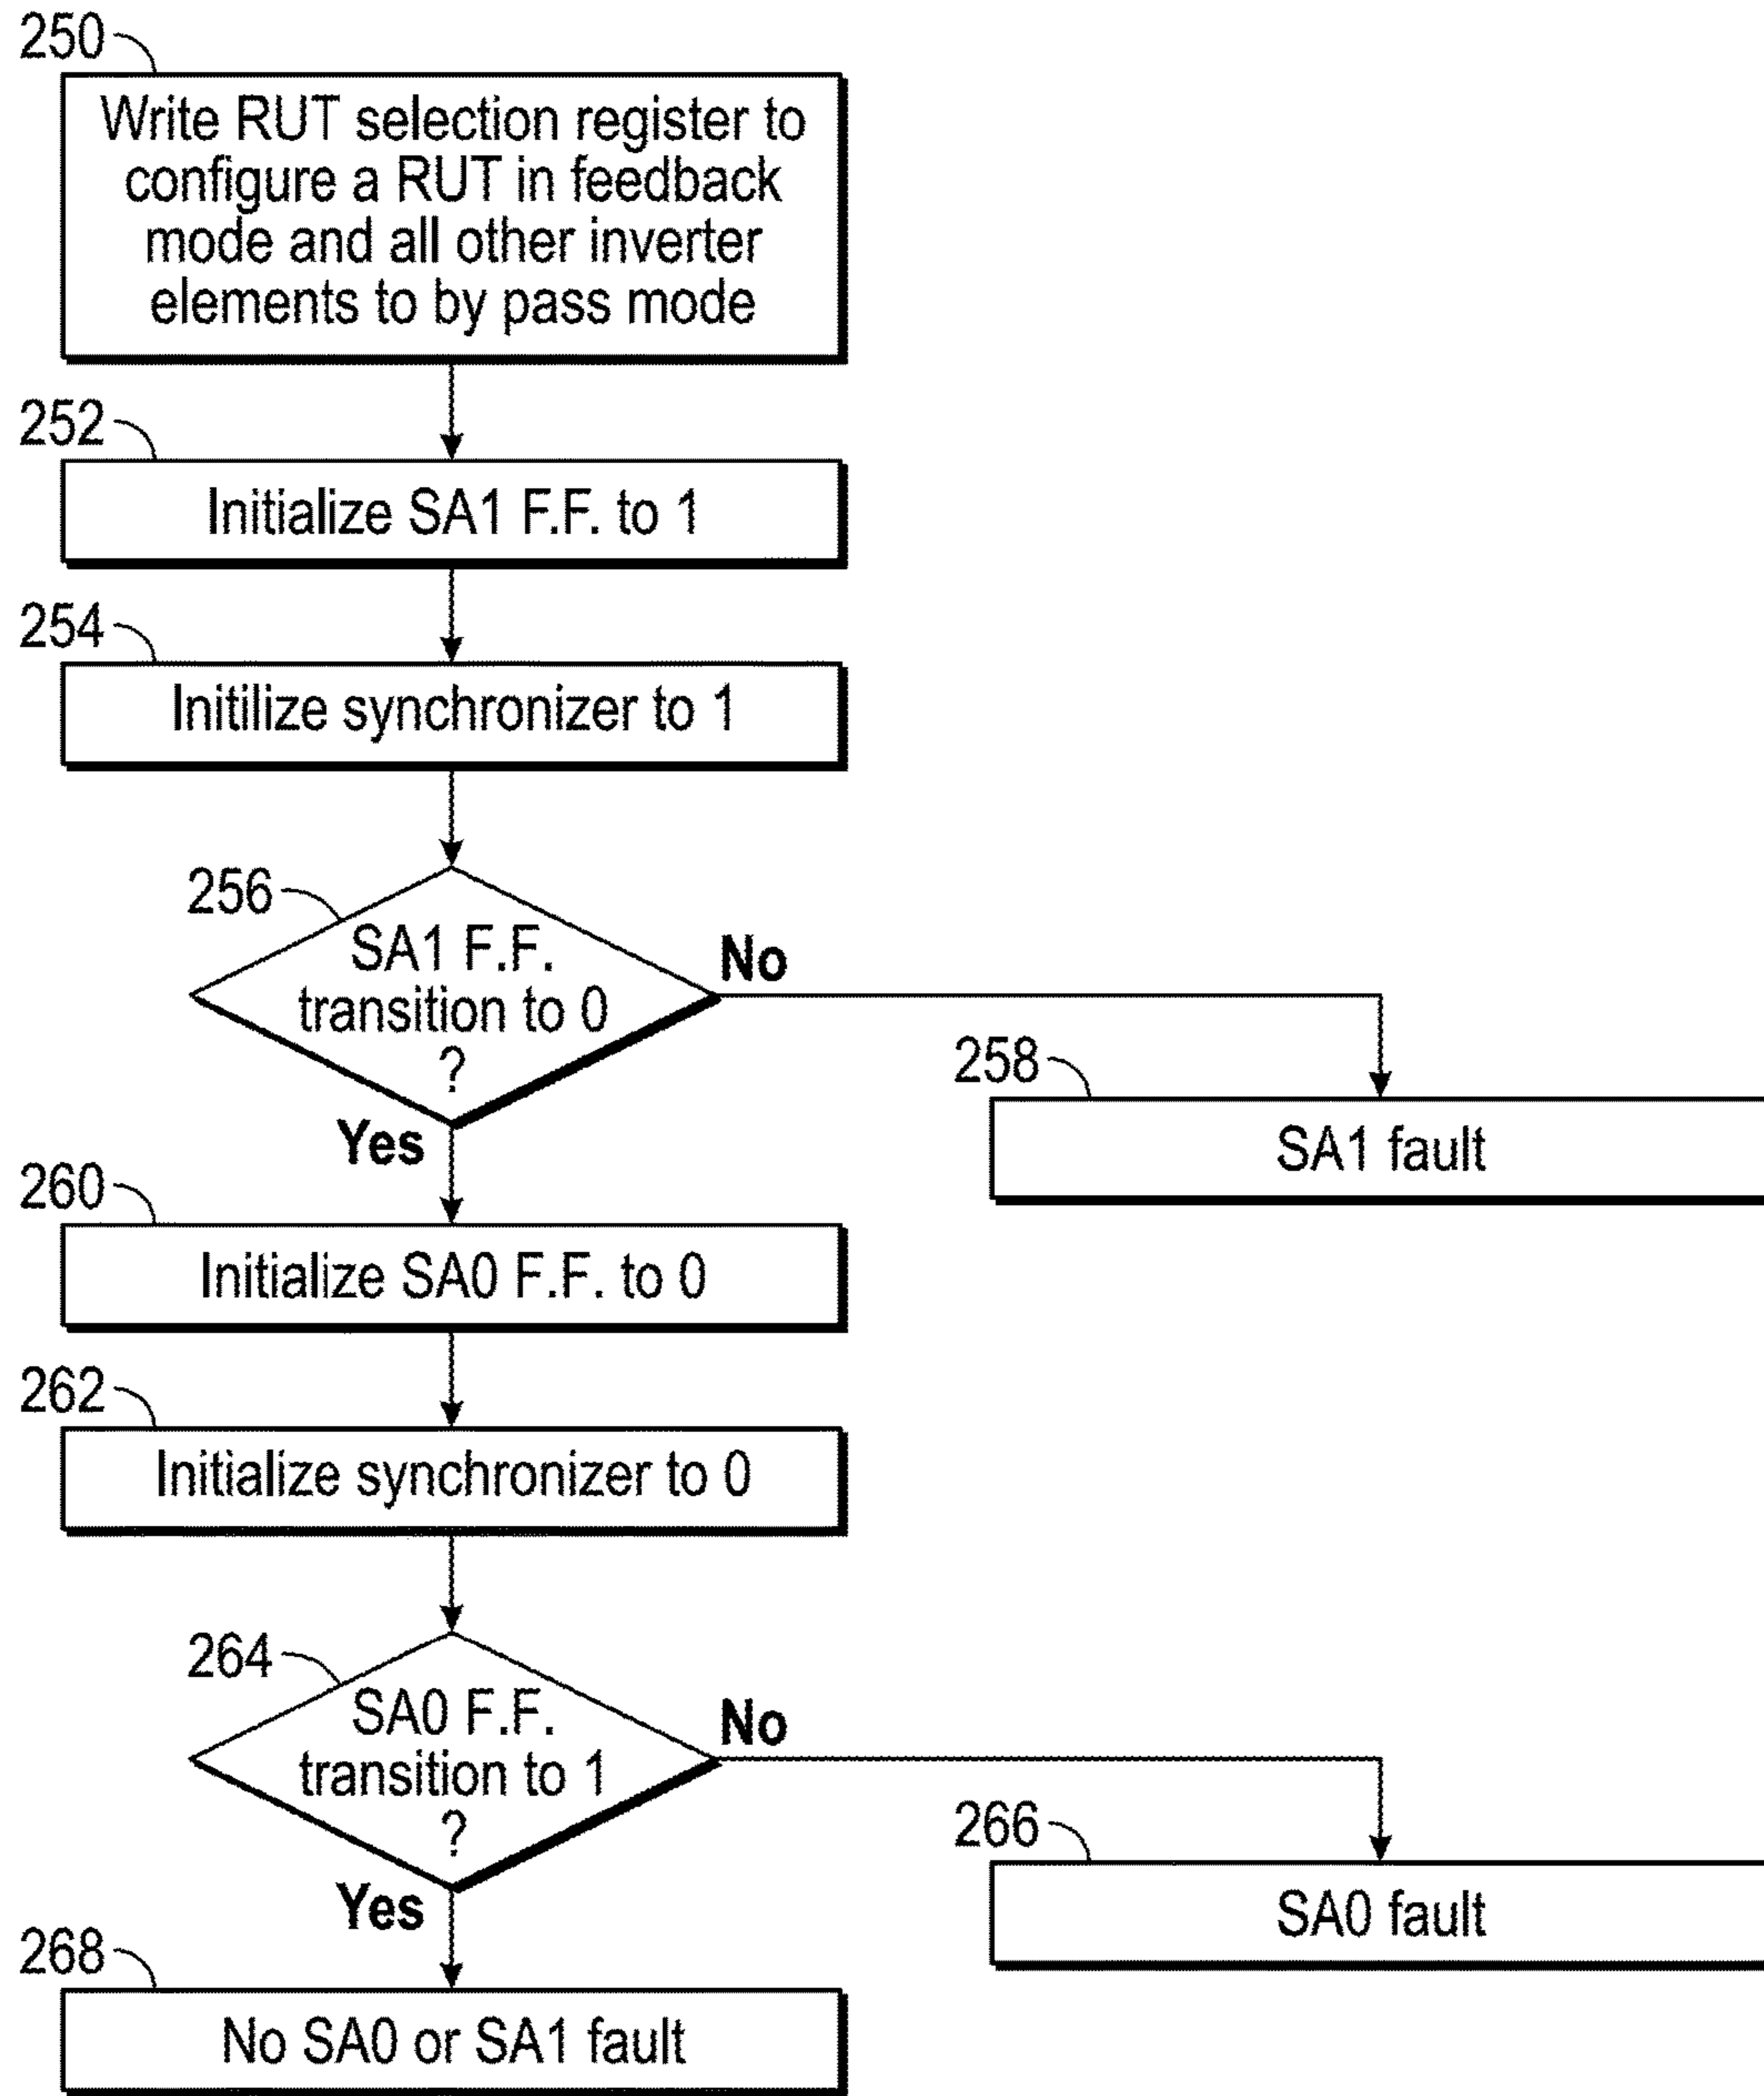 250
Write RUT selection register to
configure a RUT in feedback
mode and all other inverter
elements to by pass mode
252
Initialize SA1 F.F. to 1
254
Initilize synchronizer to 1
256
SA1 F.F.
transition to 0
?
No
Yes
258
SA1 fault
260
Initialize SA0 F.F. to 0
262
Initialize synchronizer to 0
264
SA0 F.F.
transition to 1
?
No
Yes
266
SA0 fault
268
No SA0 or SA1 fault